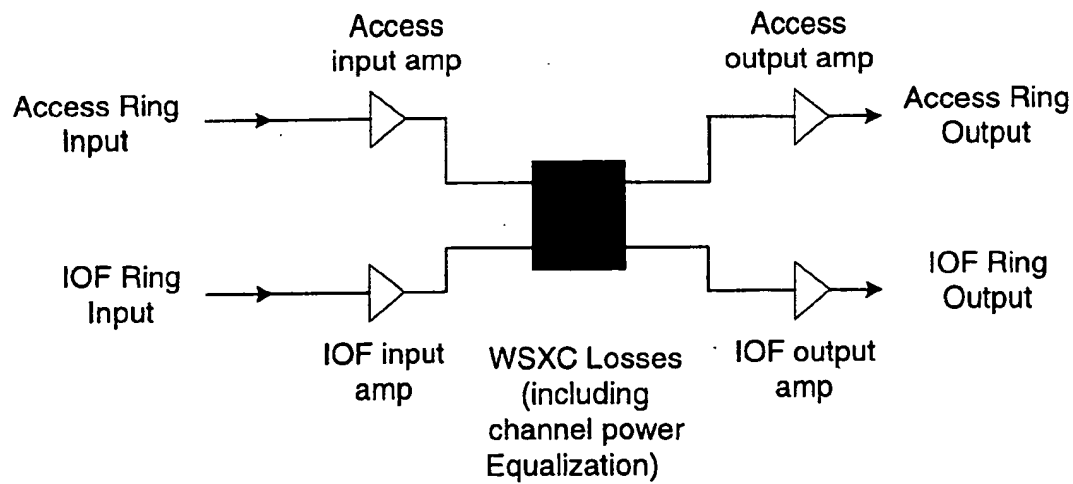 Access
input amp
Access
output amp
Access Ring
Input
Access Ring
Output
IOF Ring
Input
IOF Ring
Output
IOF input
amp
WSXC Losses
(including
channel power
Equalization)
IOF output
amp